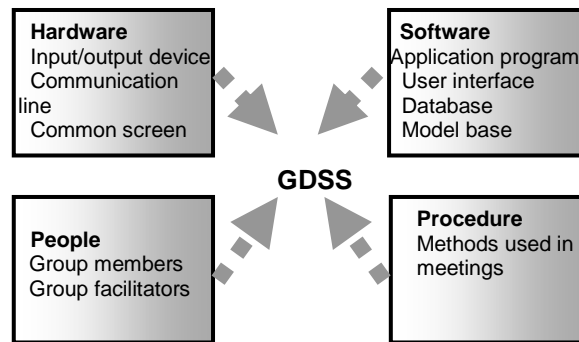 Hardware
Input/output device
Communication
line
Common screen
Software
Application program
User interface
Database
Model base
GDSS
People
Group members
Group facilitators
Procedure
Methods used in
meetings